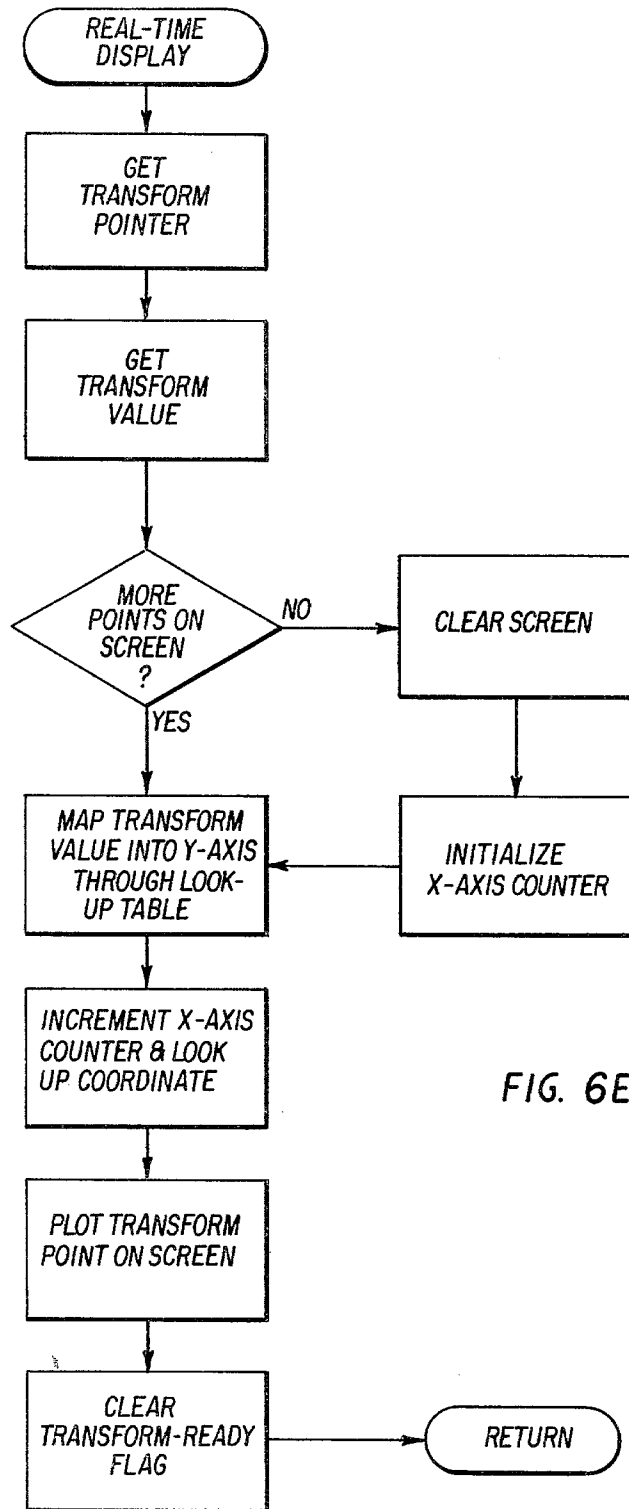 REAL-TIME
DISPLAY
GET
TRANSFORM
POINTER
GET
TRANSFORM
VALUE
MORE
POINTS ON
SCREEN
?
NO
CLEAR SCREEN
YES
MAP TRANSFORM
VALUE INTO Y-AXIS
THROUGH LOOK-
UP TABLE
INITIALIZE
X-AXIS COUNTER
INCREMENT X-AXIS
COUNTER & LOOK
UP COORDINATE
FIG. 6E
PLOT TRANSFORM
POINT ON SCREEN
CLEAR
TRANSFORM-READY
FLAG
RETURN